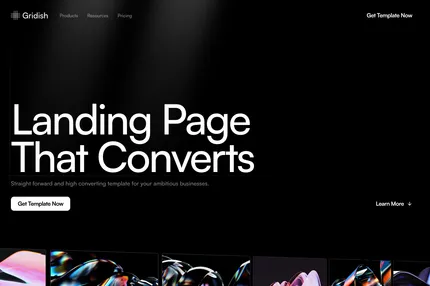 Gridish
Products
Resources
Pricing
Get Template Now
Landing Page
That Converts
Straight forward and high converting template for your ambitious businesses.
Get Template Now
Learn More ↓